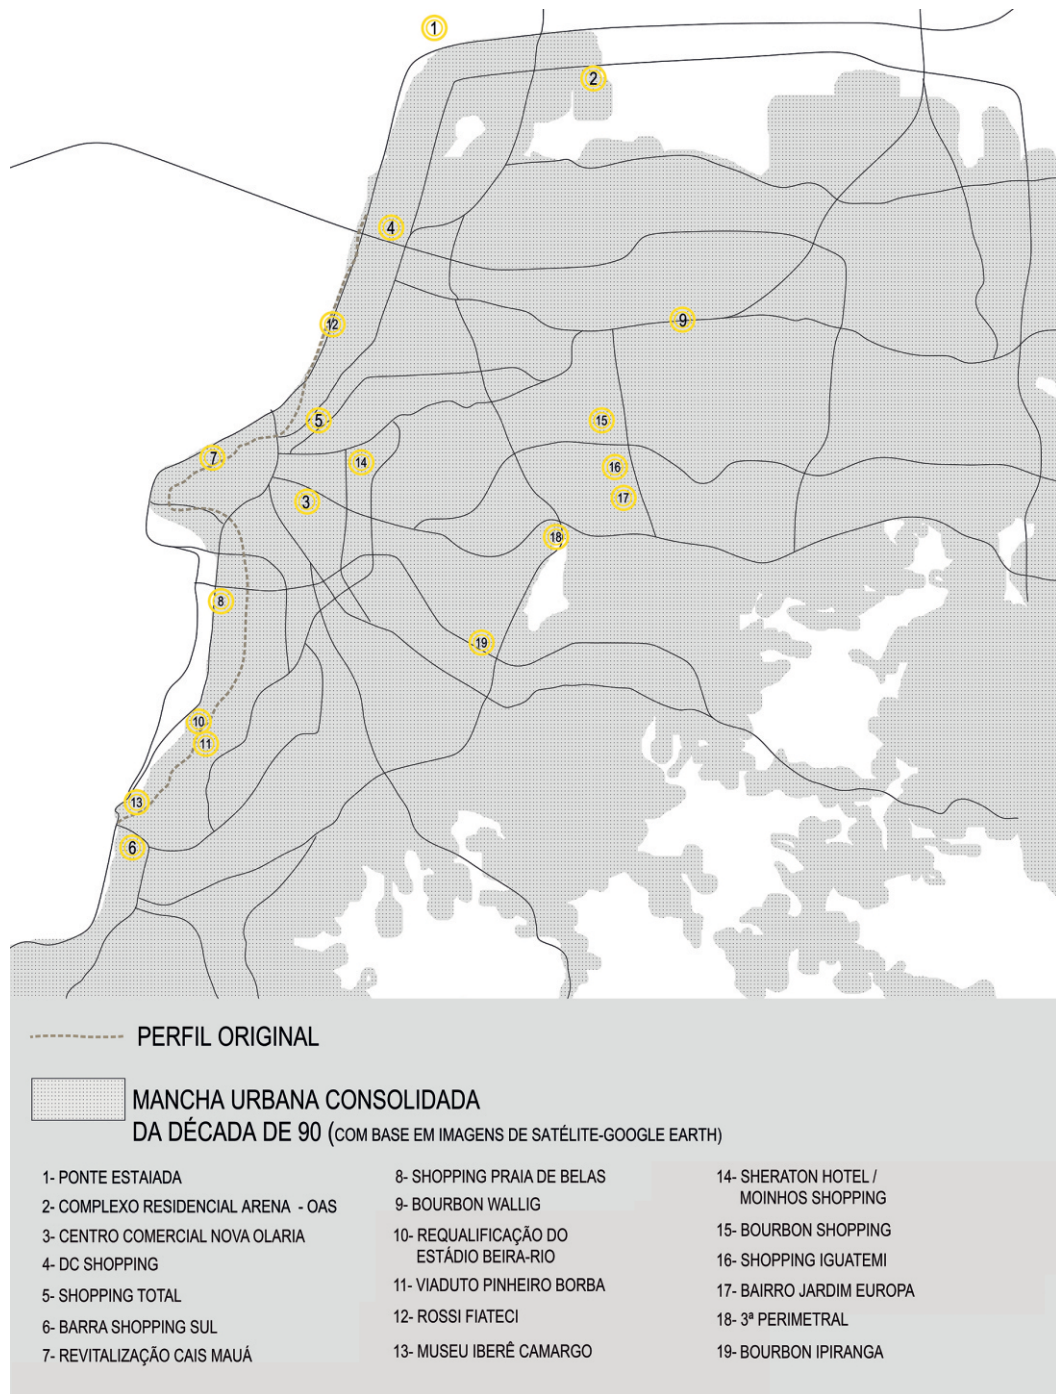 1
2
4
12
9
5
15
7
14
16
3
17
18
8
19
10
11
13
6
PERFIL ORIGINAL
MANCHA URBANA CONSOLIDADA
DA DÉCADA DE 90 (COM BASE EM IMAGENS DE SATÉLITE-GOOGLE EARTH)
1- PONTE ESTAIADA
2- COMPLEXO RESIDENCIAL ARENA - OAS
3- CENTRO COMERCIAL NOVA OLARIA
4- DC SHOPPING
5- SHOPPING TOTAL
6- BARRA SHOPPING SUL
7- REVITALIZAÇÃO CAIS MAUÁ
8- SHOPPING PRAIA DE BELAS
9- BOURBON WALLIG
10- REQUALIFICAÇÃO DO
ESTÁDIO BEIRA-RIO
11- VIADUTO PINHEIRO BORBA
12- ROSSI FIATECI
13- MUSEU IBERÊ CAMARGO
14- SHERATON HOTEL /
MOINHOS SHOPPING
15- BOURBON SHOPPING
16- SHOPPING IGUATEMI
17- BAIRRO JARDIM EUROPA
18- 3ª PERIMETRAL
19- BOURBON IPIRANGA